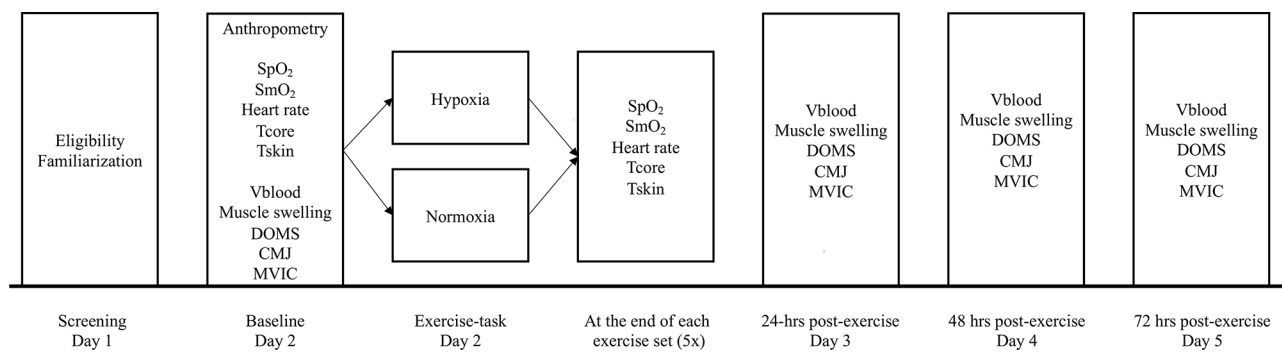 Eligibility
Familiarization
Anthropometry
SpO₂
SmO₂
Heart rate
Tcore
Tskin
Vblood
Muscle swelling
DOMS
CMJ
MVIC
Hypoxia
Normoxia
SpO₂
SmO₂
Heart rate
Tcore
Tskin
Vblood
Muscle swelling
DOMS
CMJ
MVIC
Vblood
Muscle swelling
DOMS
CMJ
MVIC
Vblood
Muscle swelling
DOMS
CMJ
MVIC
Screening
Day 1
Baseline
Day 2
Exercise-task
Day 2
At the end of each
exercise set (5x)
24-hrs post-exercise
Day 3
48 hrs post-exercise
Day 4
72 hrs post-exercise
Day 5